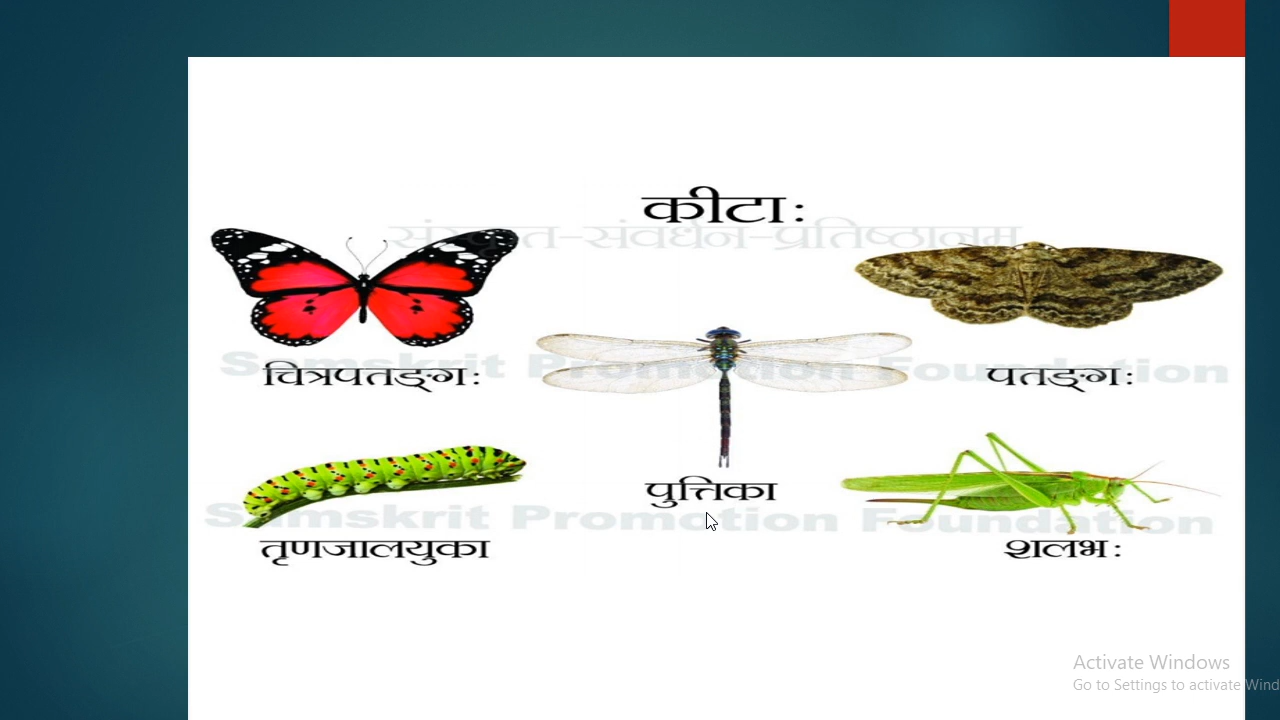 कीटाः
संस्कृत-संवर्धन-प्रतिष्ठानम्
Samskrit Promotion Foundation
चित्रपतङ्गः
पतङ्गः
पुत्तिका
Samskrit Promotion Foundation
तृणजालयुका
शलभः
Activate Windows
Go to Settings to activate Wind